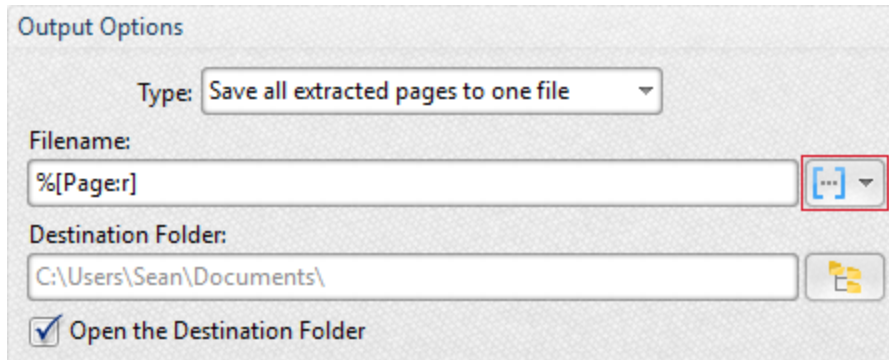 Output Options
Type: Save all extracted pages to one file
Filename:
%[Page:r]
Destination Folder:
C:\Users\Sean\Documents\
Open the Destination Folder